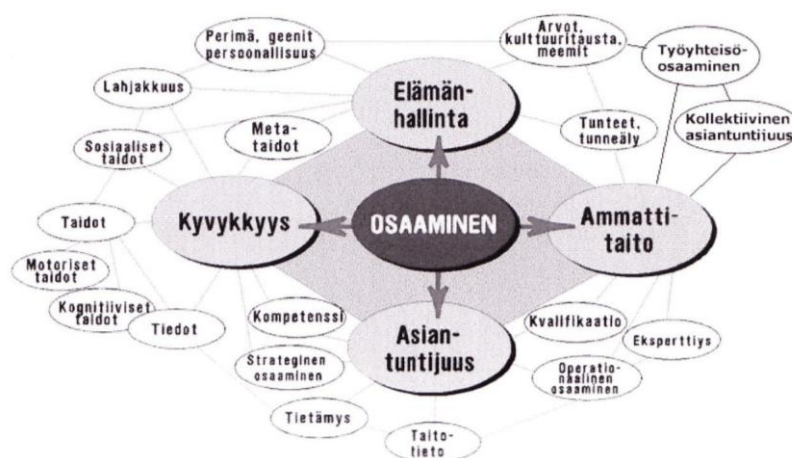 Perimä, geenit
persoonallisuus
Arvot,
kulttuuritausta,
meemit
Työyhteisö-
osaaminen
Lahjakkuus
Elämän-
hallinta
Kollektiivinen
asiantuntijuus
Meta-
taidot
Tunteet,
tunneäly
Sosiaaliset
taidot
Taidot
Kyvykkyys
OSAAMINEN
Ammatti-
taito
Motoriset
taidot
Kognitiiviset
taidot
Tiedot
Kompetenssi
Asian-
tuntijuus
Kvalifikaatio
Eksperttiys
Strateginen
osaaminen
Operatio-
naalinen
osaaminen
Tietämys
Taito-
tieto